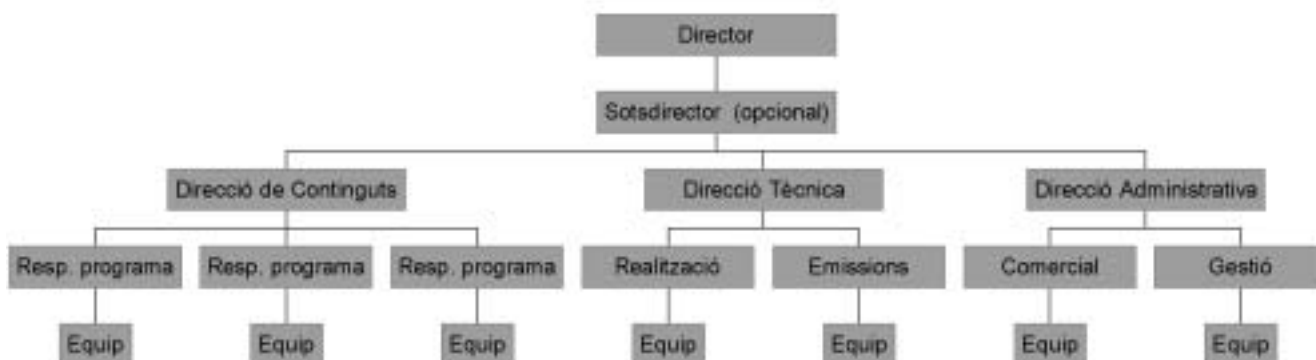 Director
Sotsdirector (opcional)
Direcció de Continguts
Direcció Tècnica
Direcció Administrativa
Resp. programa
Resp. programa
Resp. programa
Realització
Emissions
Comercial
Gestió
Equip
Equip
Equip
Equip
Equip
Equip
Equip